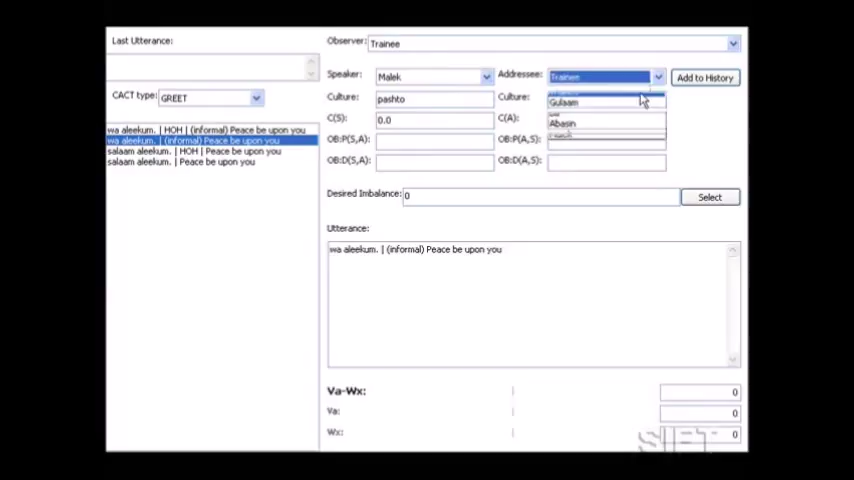 Last Utterance:
Observer: Trainee
Speaker: Malek
Addressee: Trainee
Add to History
CACT type: GREET
Culture: pashto
Culture:
Gulaam
C(S): 0.0
C(A):
Abasin
OB:P(S,A):
OB:P(A,S):
OB:D(S,A):
OB:D(A,S):
wa aleekum. | HOH | (informal) Peace be upon you
wa aleekum. | (informal) Peace be upon you
salaam aleekum. | HOH | Peace be upon you
salaam aleekum. | Peace be upon you
Desired Imbalance: 0
Select
Utterance:
wa aleekum. | (informal) Peace be upon you
Va-Wx: 0
Va: 0
Wx: 0
SIFT